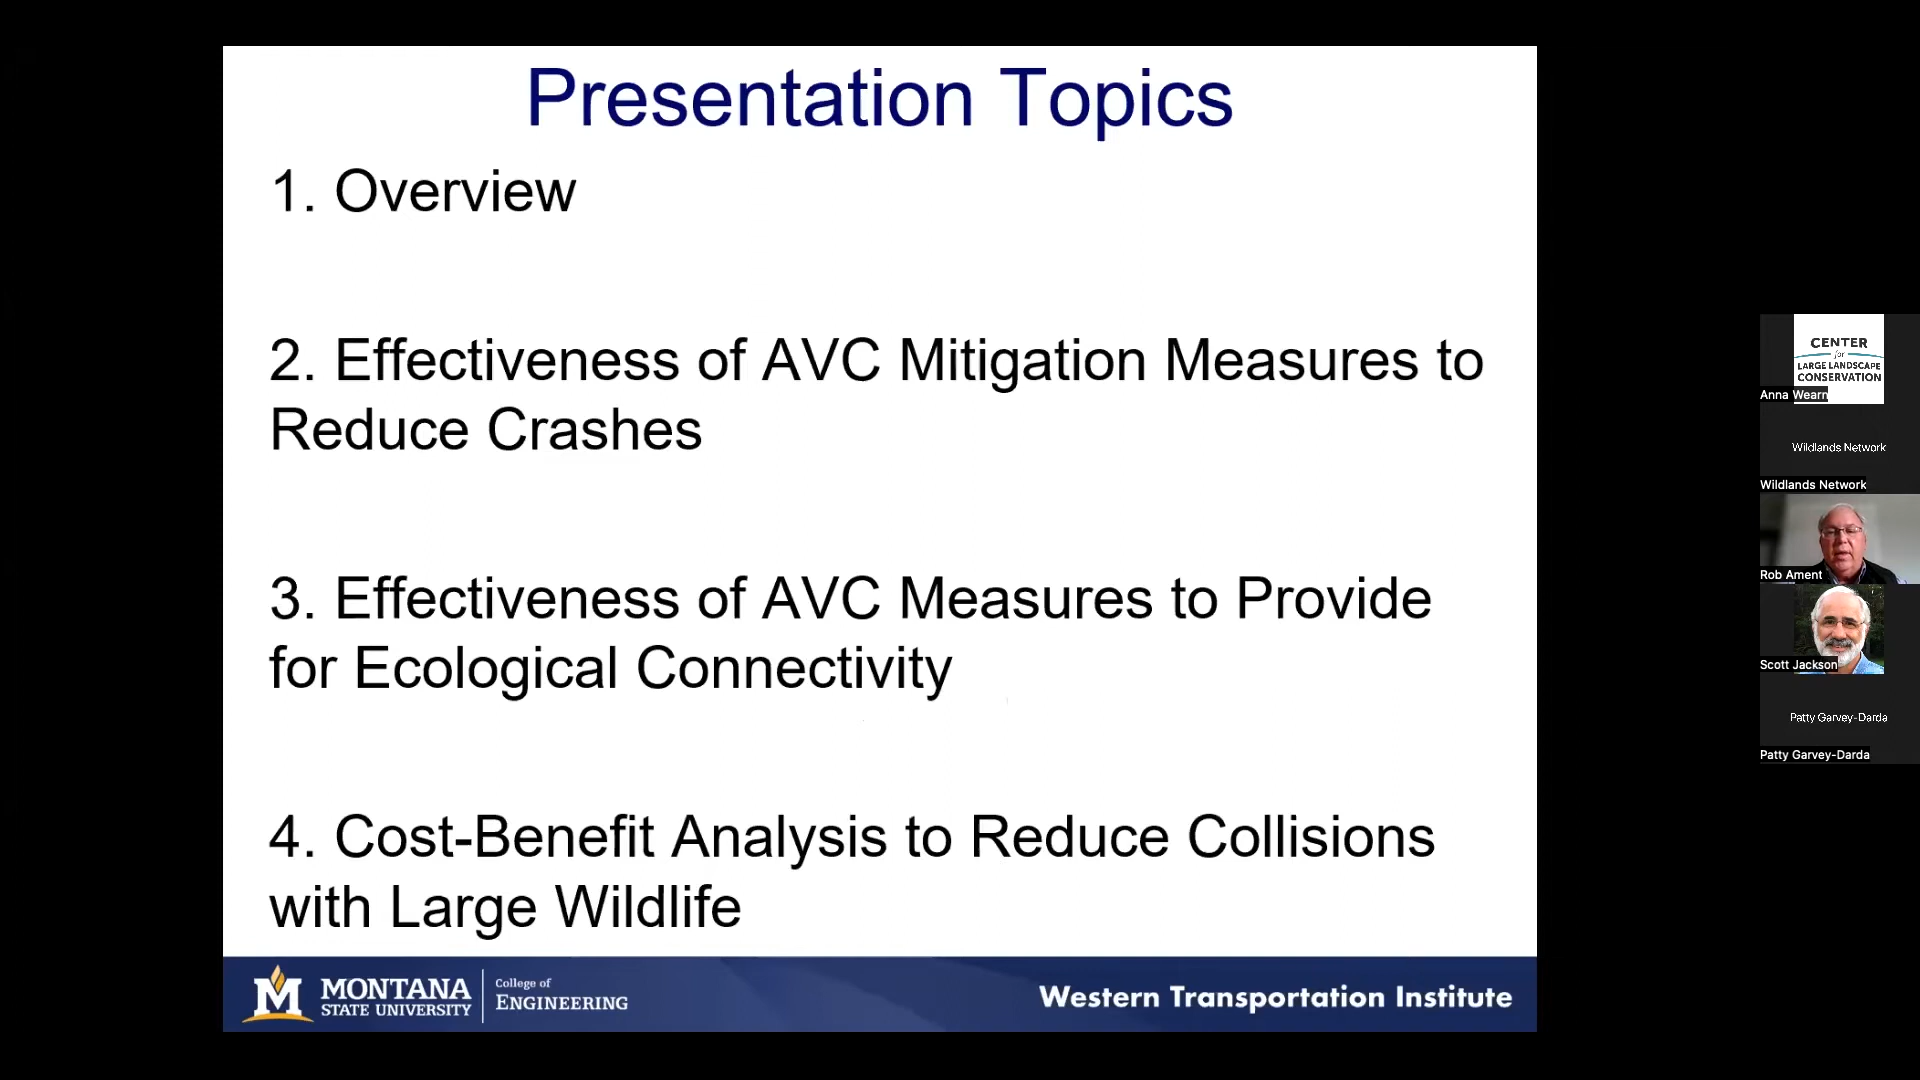 Presentation Topics
1. Overview
2. Effectiveness of AVC Mitigation Measures to
Reduce Crashes
3. Effectiveness of AVC Measures to Provide
for Ecological Connectivity
4. Cost-Benefit Analysis to Reduce Collisions
with Large Wildlife
M MONTANA
STATE UNIVERSITY
College of
ENGINEERING
Western Transportation Institute
CENTER
for
LARGE LANDSCAPE
CONSERVATION
Anna Wearn
Wildlands Network
Wildlands Network
Rob Ament
Scott Jackson
Patty Garvey-Darda
Patty Garvey-Darda